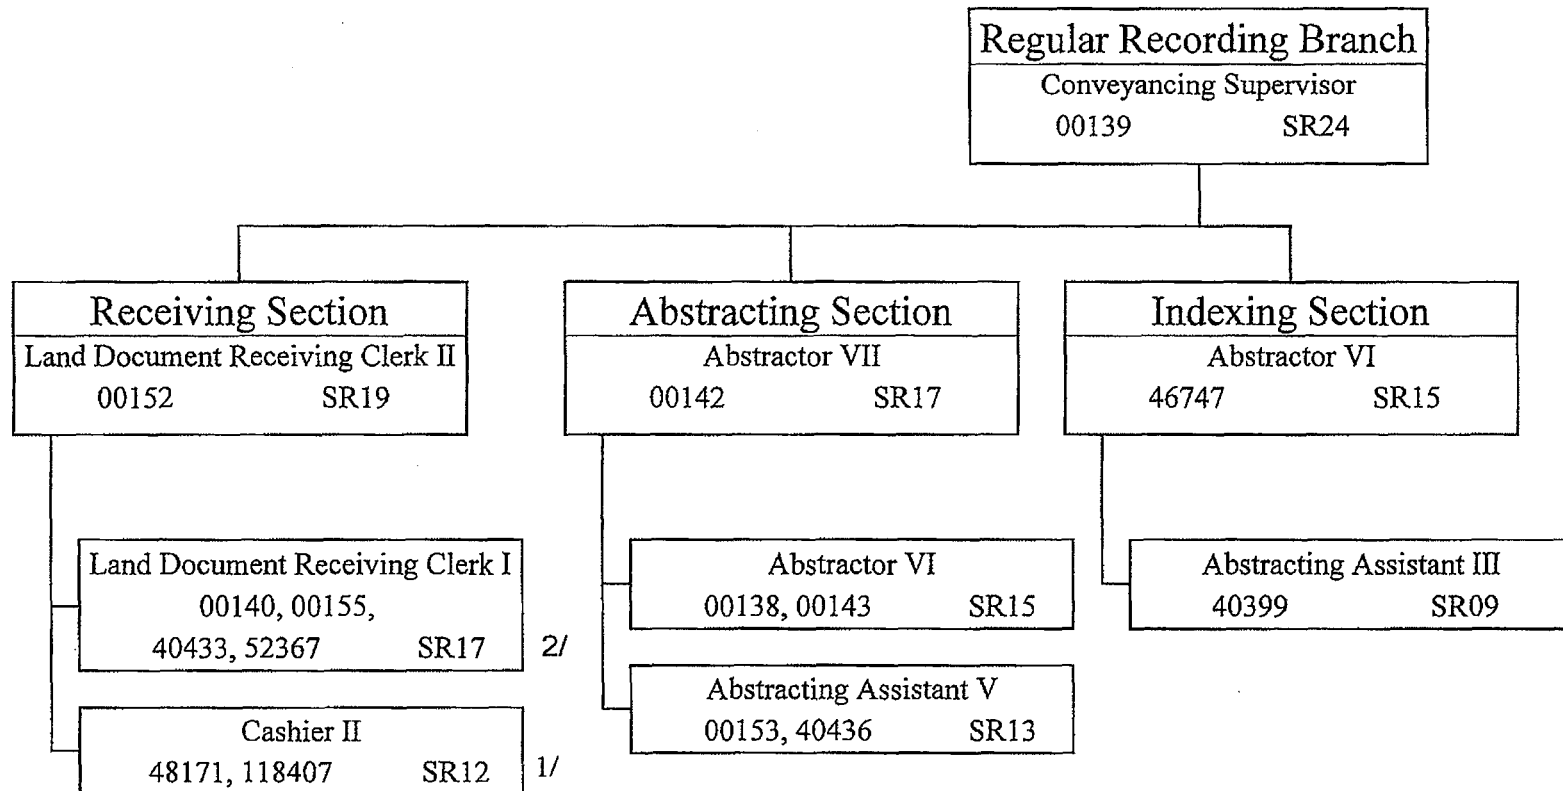 Regular Recording Branch
Conveyancing Supervisor
00139 SR24
Receiving Section
Land Document Receiving Clerk II
00152 SR19
Abstracting Section
Abstractor VII
00142 SR17
Indexing Section
Abstractor VI
46747 SR15
Land Document Receiving Clerk I
00140, 00155,
40433, 52367 SR17 2/
Cashier II
48171, 118407 SR12 1/
Abstractor VI
00138, 00143 SR15
Abstracting Assistant V
00153, 40436 SR13
Abstracting Assistant III
40399 SR09